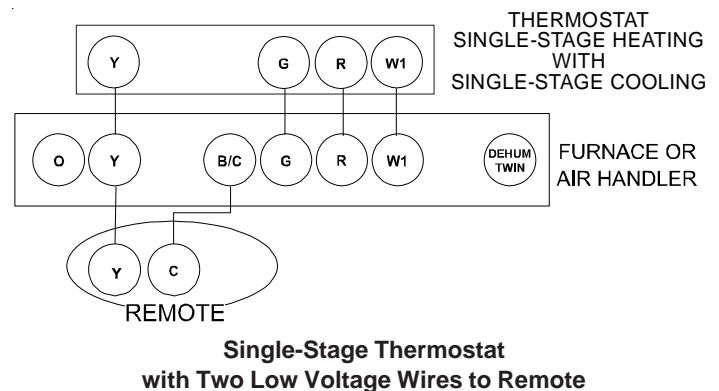 THERMOSTAT
SINGLE-STAGE HEATING
WITH
SINGLE-STAGE COOLING
Y G R W1
O Y B/C G R W1 DEHUM TWIN
FURNACE OR
AIR HANDLER
Y C
REMOTE
Single-Stage Thermostat
with Two Low Voltage Wires to Remote